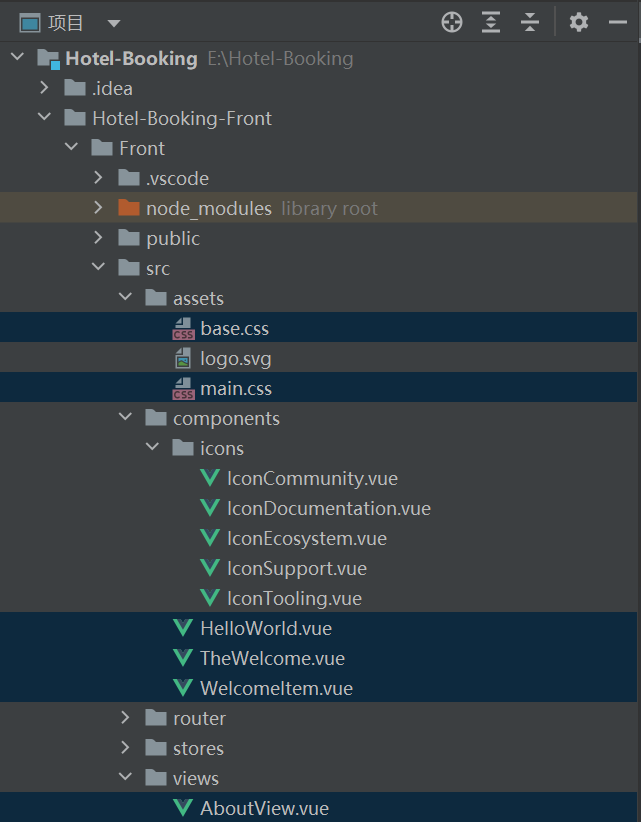 项目
Hotel-Booking E:\Hotel-Booking
.idea
Hotel-Booking-Front
Front
.vscode
node_modules library root
public
src
assets
CSS base.css
logo.svg
CSS main.css
components
icons
IconCommunity.vue
IconDocumentation.vue
IconEcosystem.vue
IconSupport.vue
IconTooling.vue
HelloWorld.vue
TheWelcome.vue
WelcomeItem.vue
router
stores
views
AboutView.vue